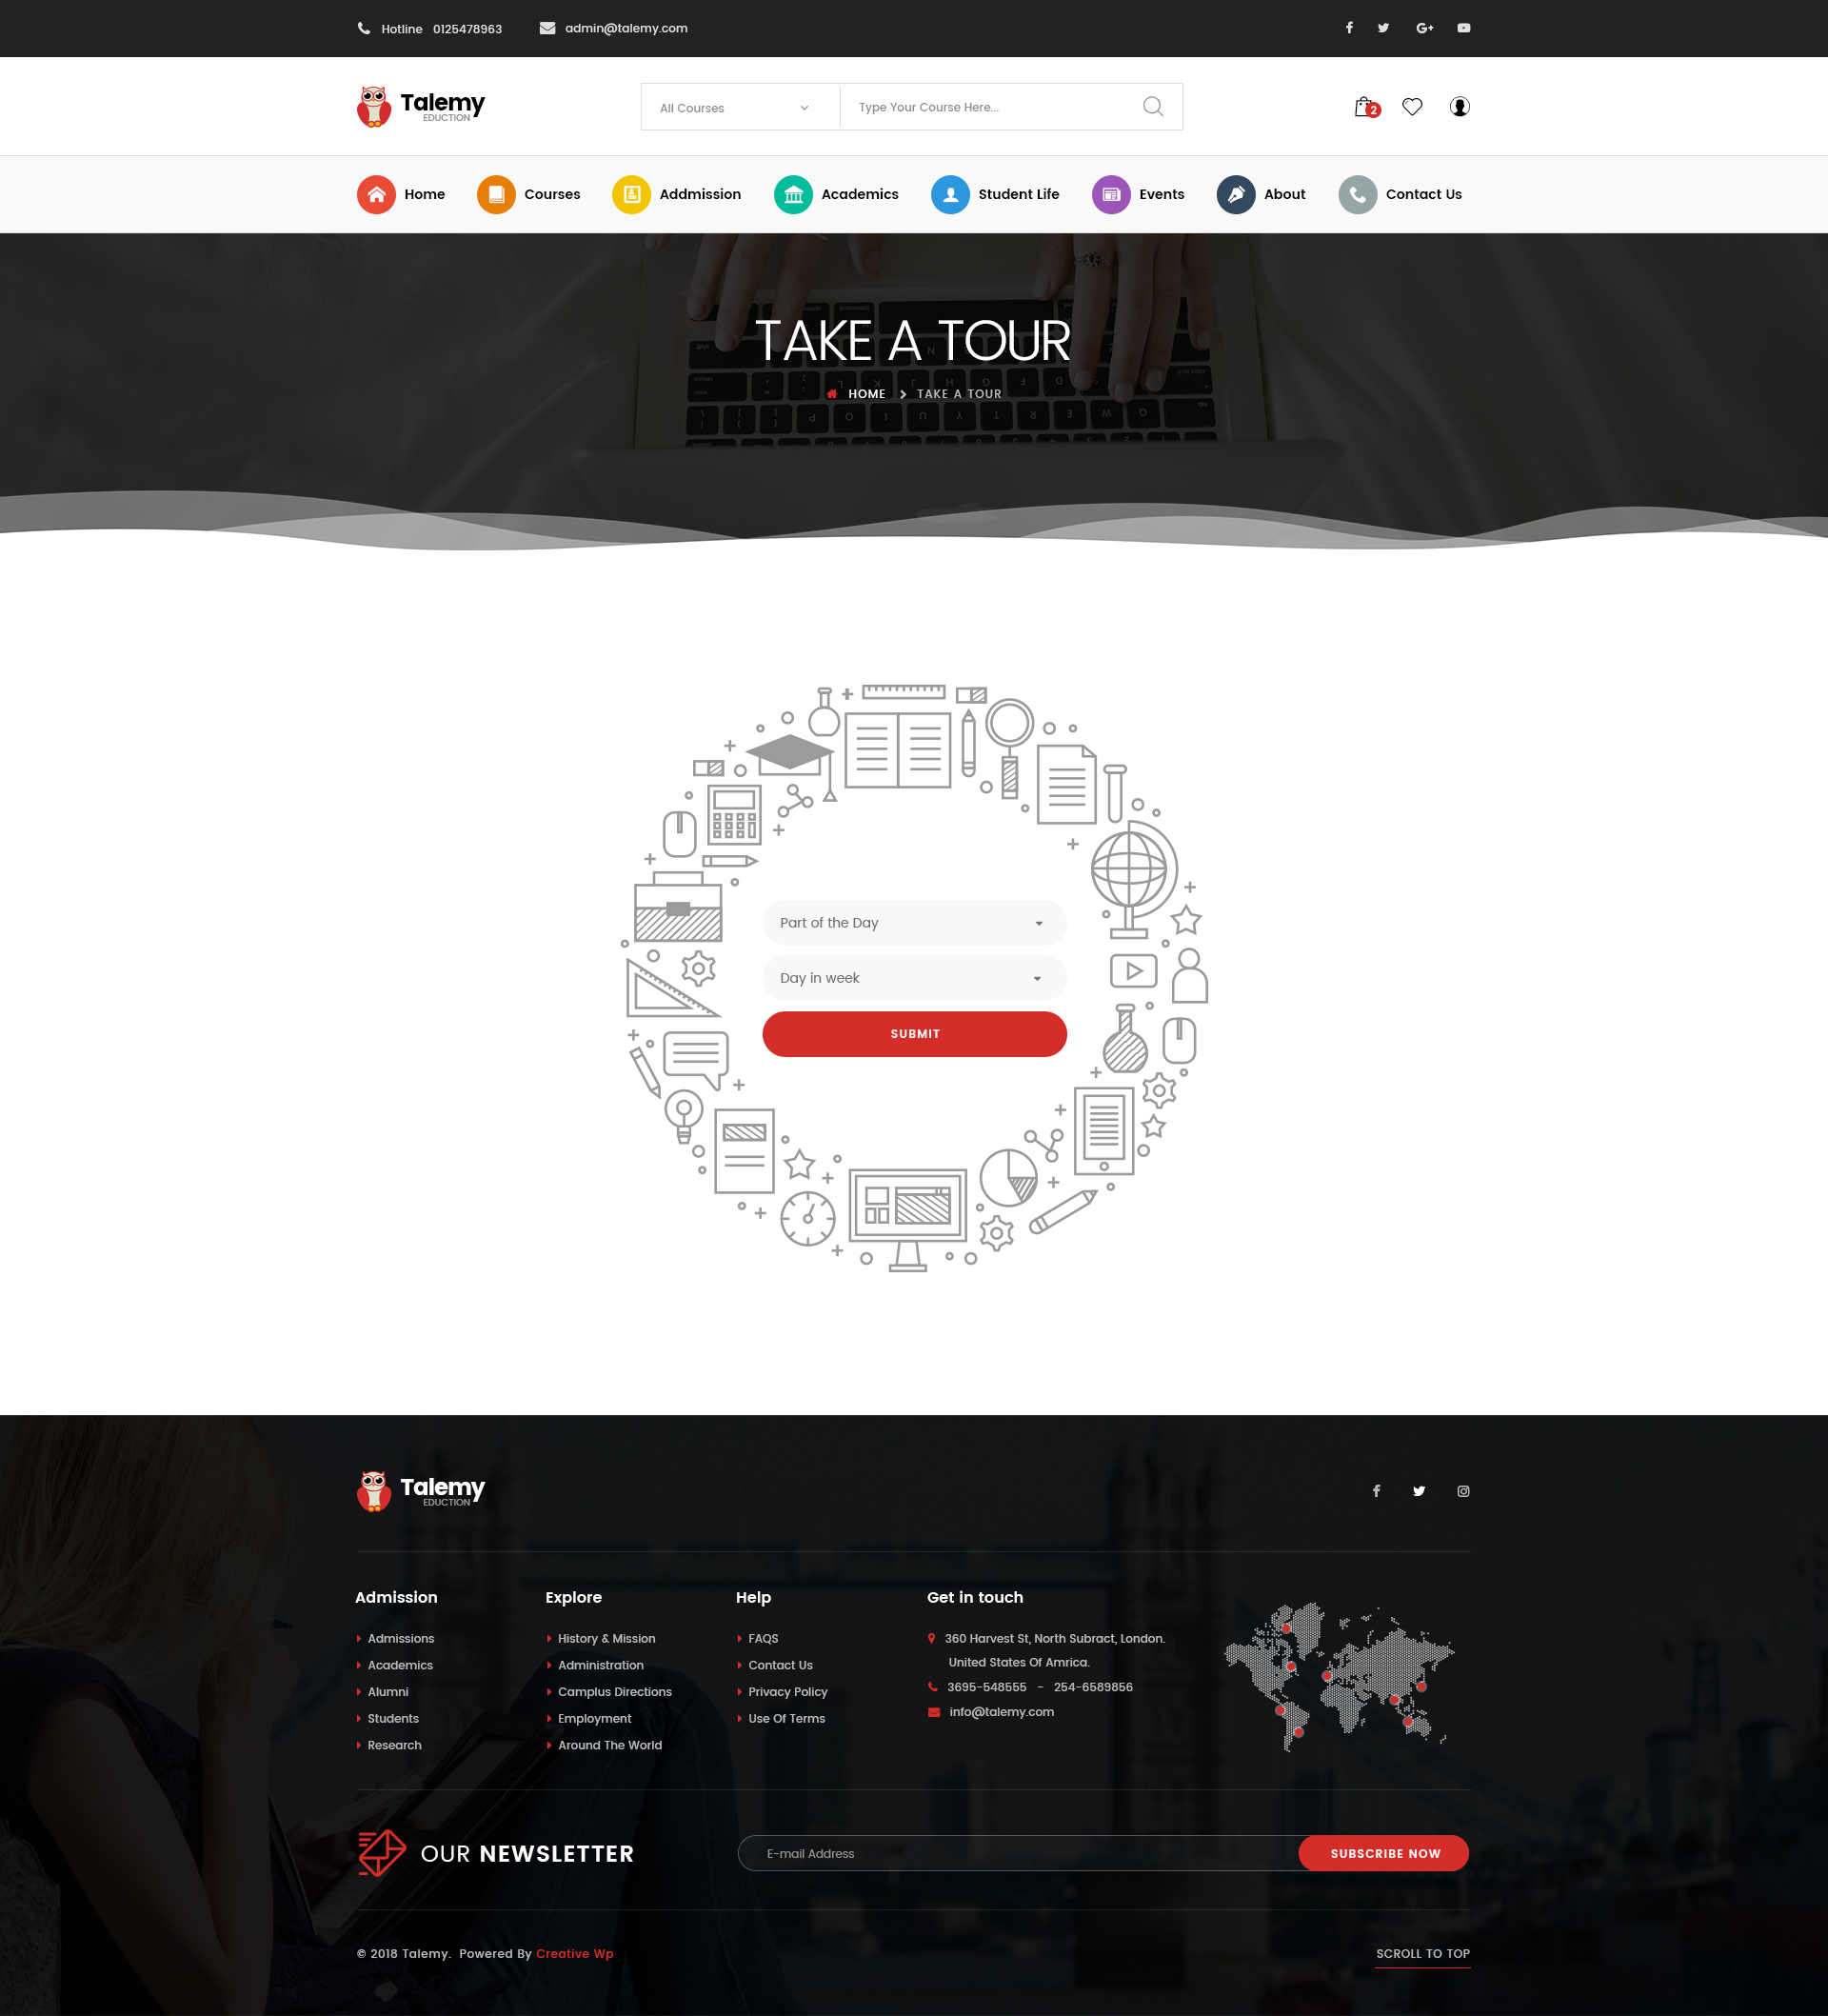 Hotline 0125478963 admin@talemy.com
Talemy
EDUCTION
All Courses
Type Your Course Here...
2
Home Courses Addmission Academics Student Life Events About Contact Us
TAKE A TOUR
HOME TAKE A TOUR
Part of the Day
Day in week
SUBMIT
Talemy
EDUCTION
Admission
Admissions
Academics
Alumni
Students
Research
Explore
History & Mission
Administration
Camplus Directions
Employment
Around The World
Help
FAQS
Contact Us
Privacy Policy
Use Of Terms
Get in touch
360 Harvest St, North Subract, London.
United States Of Amrica.
3695-548555 - 254-6589856
info@talemy.com
OUR NEWSLETTER
E-mail Address
SUBSCRIBE NOW
© 2018 Talemy. Powered By Creative Wp
SCROLL TO TOP